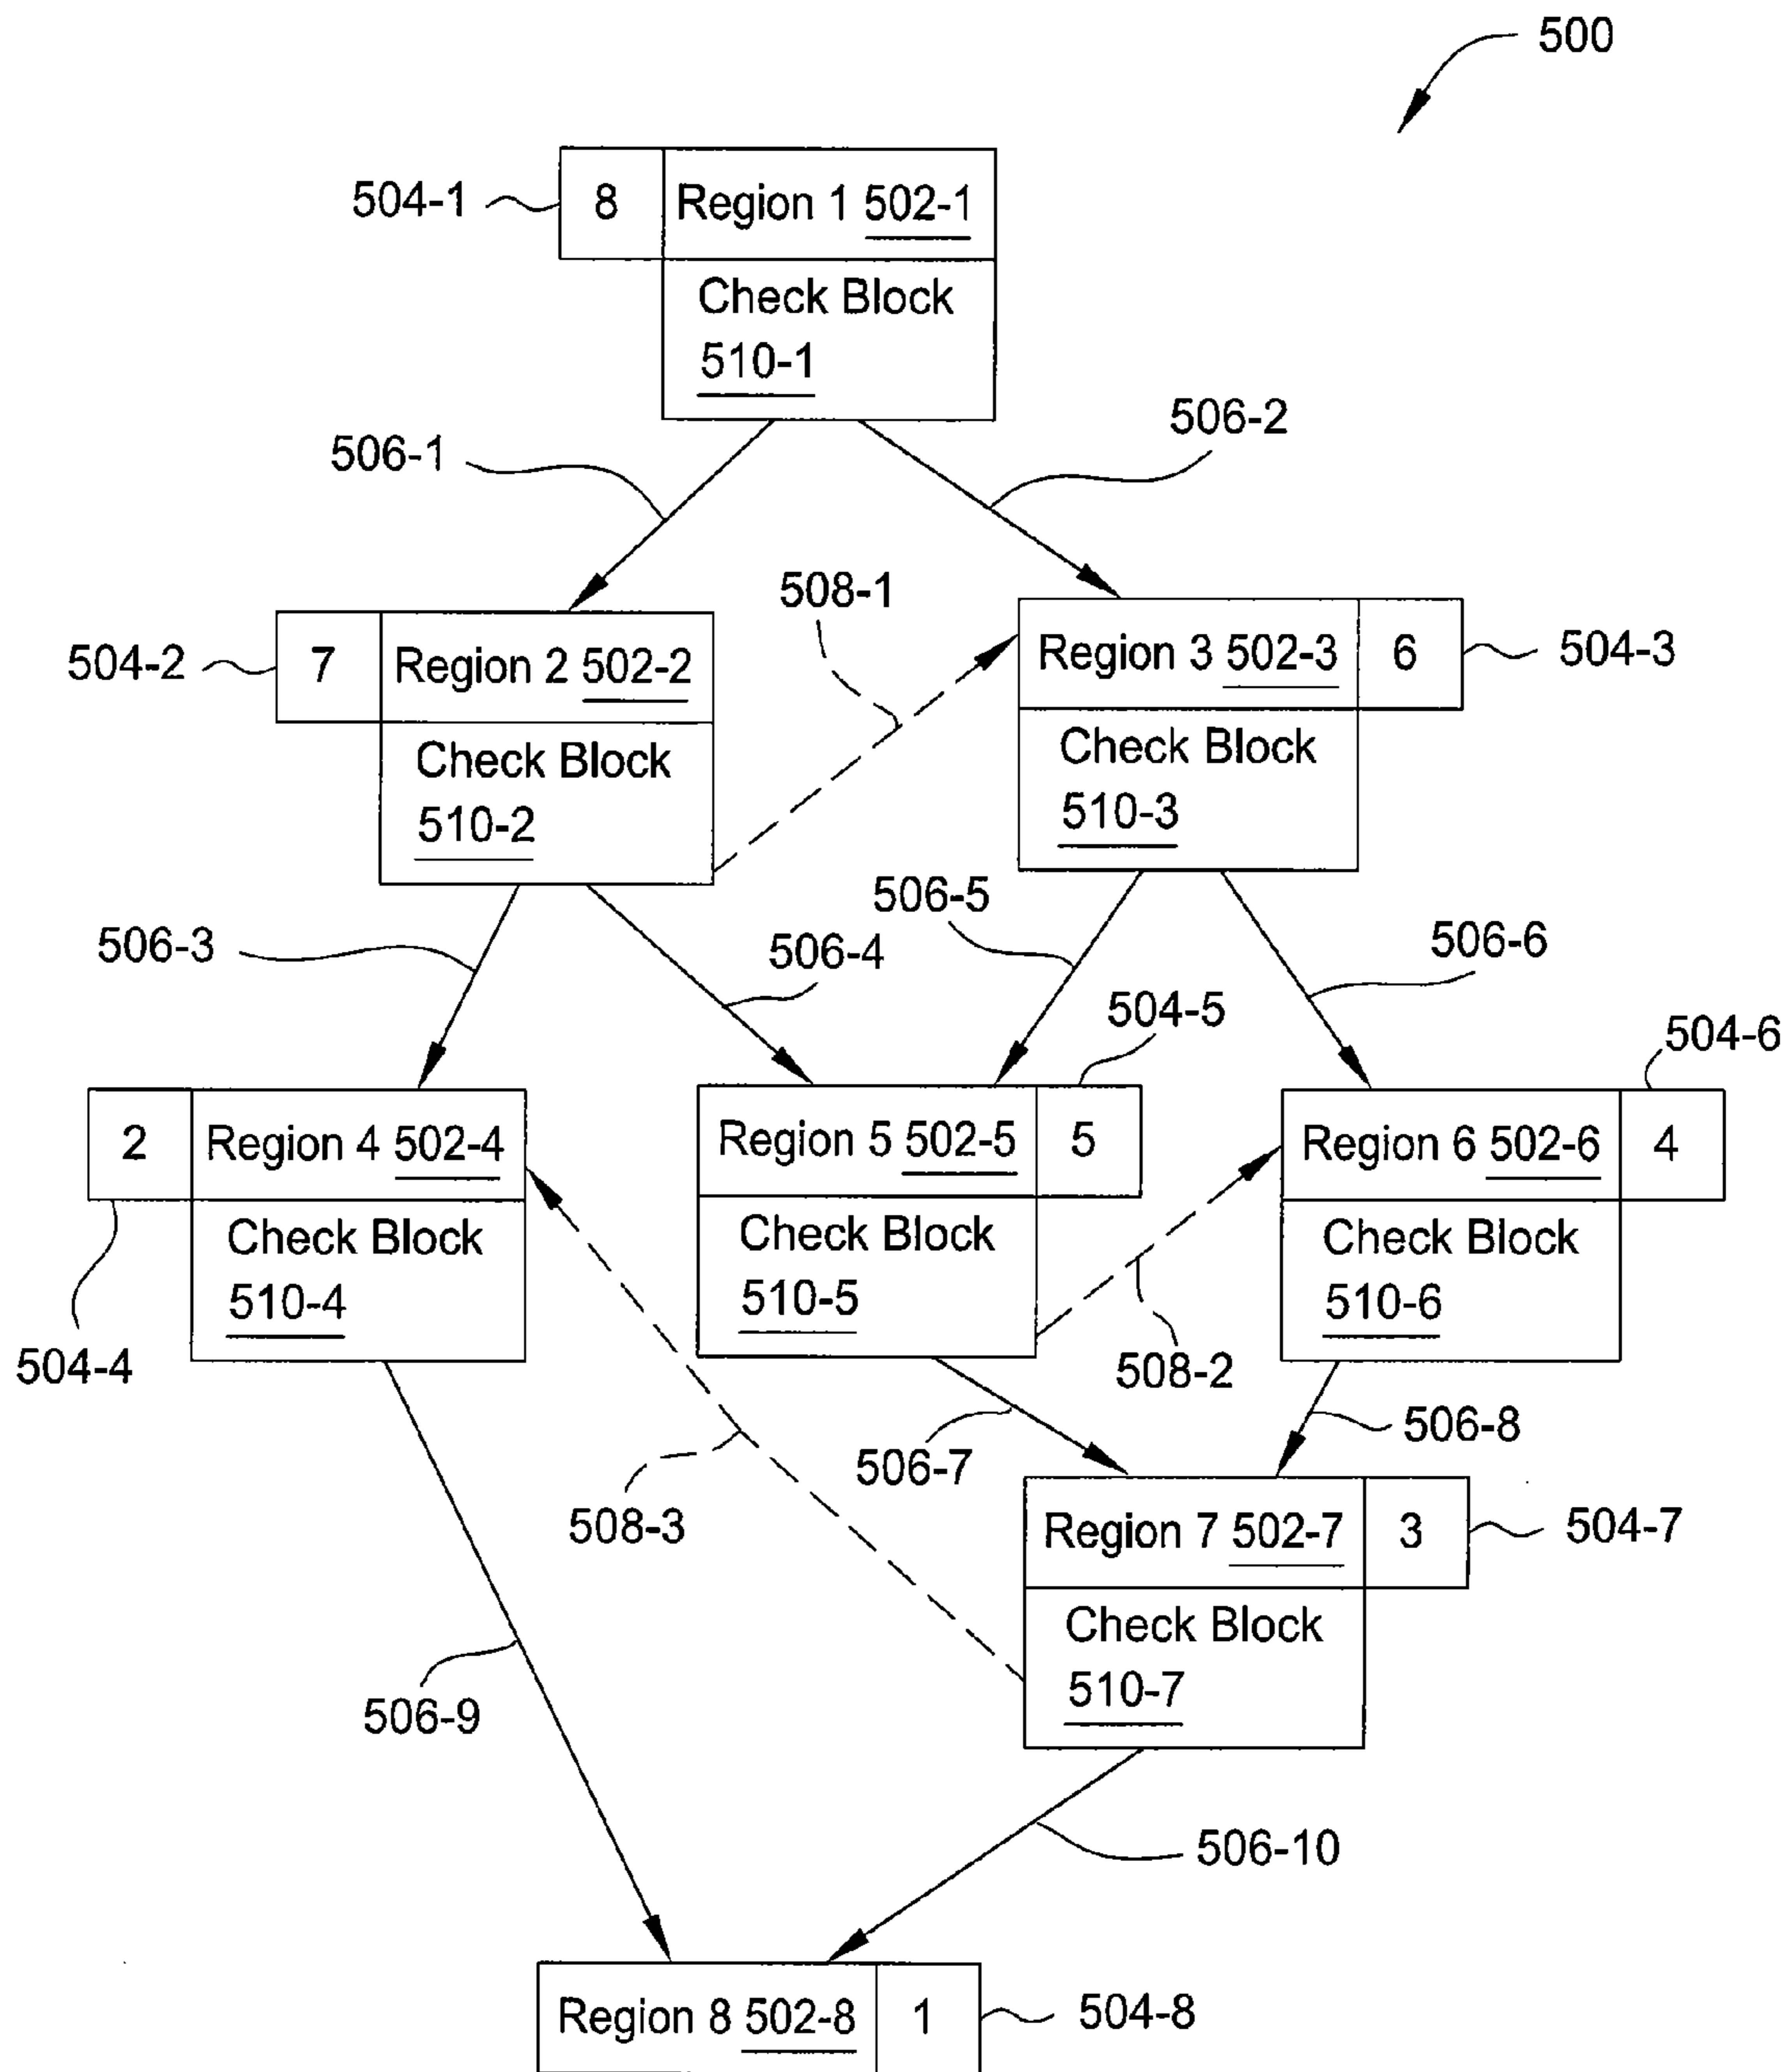 500
504-1
8
Region 1 502-1
Check Block
510-1
506-1
506-2
508-1
504-2
7
Region 2 502-2
Region 3 502-3
6
504-3
Check Block
510-2
Check Block
510-3
506-3
506-4
506-5
506-6
504-5
504-6
2
Region 4 502-4
Region 5 502-5
5
Region 6 502-6
4
Check Block
510-4
Check Block
510-5
Check Block
510-6
504-4
508-2
506-7
506-8
508-3
Region 7 502-7
3
504-7
Check Block
510-7
506-9
506-10
Region 8 502-8
1
504-8